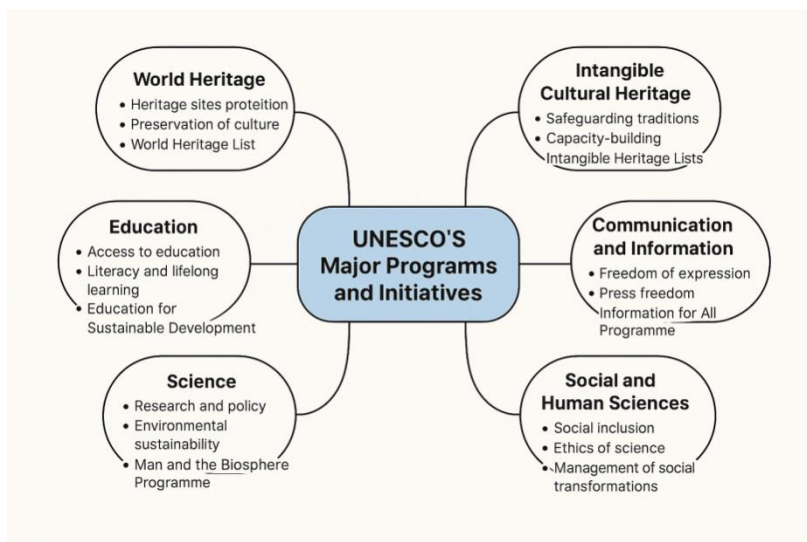 World Heritage
• Heritage sites proteition
• Preservation of culture
• World Heritage List
Intangible
Cultural Heritage
• Safeguarding traditions
• Capacity-building
Intangible Heritage Lists
Education
• Access to education
• Literacy and lifelong
learning
• Education for
Sustainable Development
UNESCO'S
Major Programs
and Initiatives
Communication
and Information
• Freedom of expression
• Press freedom
Information for All
Programme
Science
• Research and policy
• Environmental
sustainability
• Man and the Biosphere
Programme
Social and
Human Sciences
• Social inclusion
• Ethics of science
• Management of social
transformations